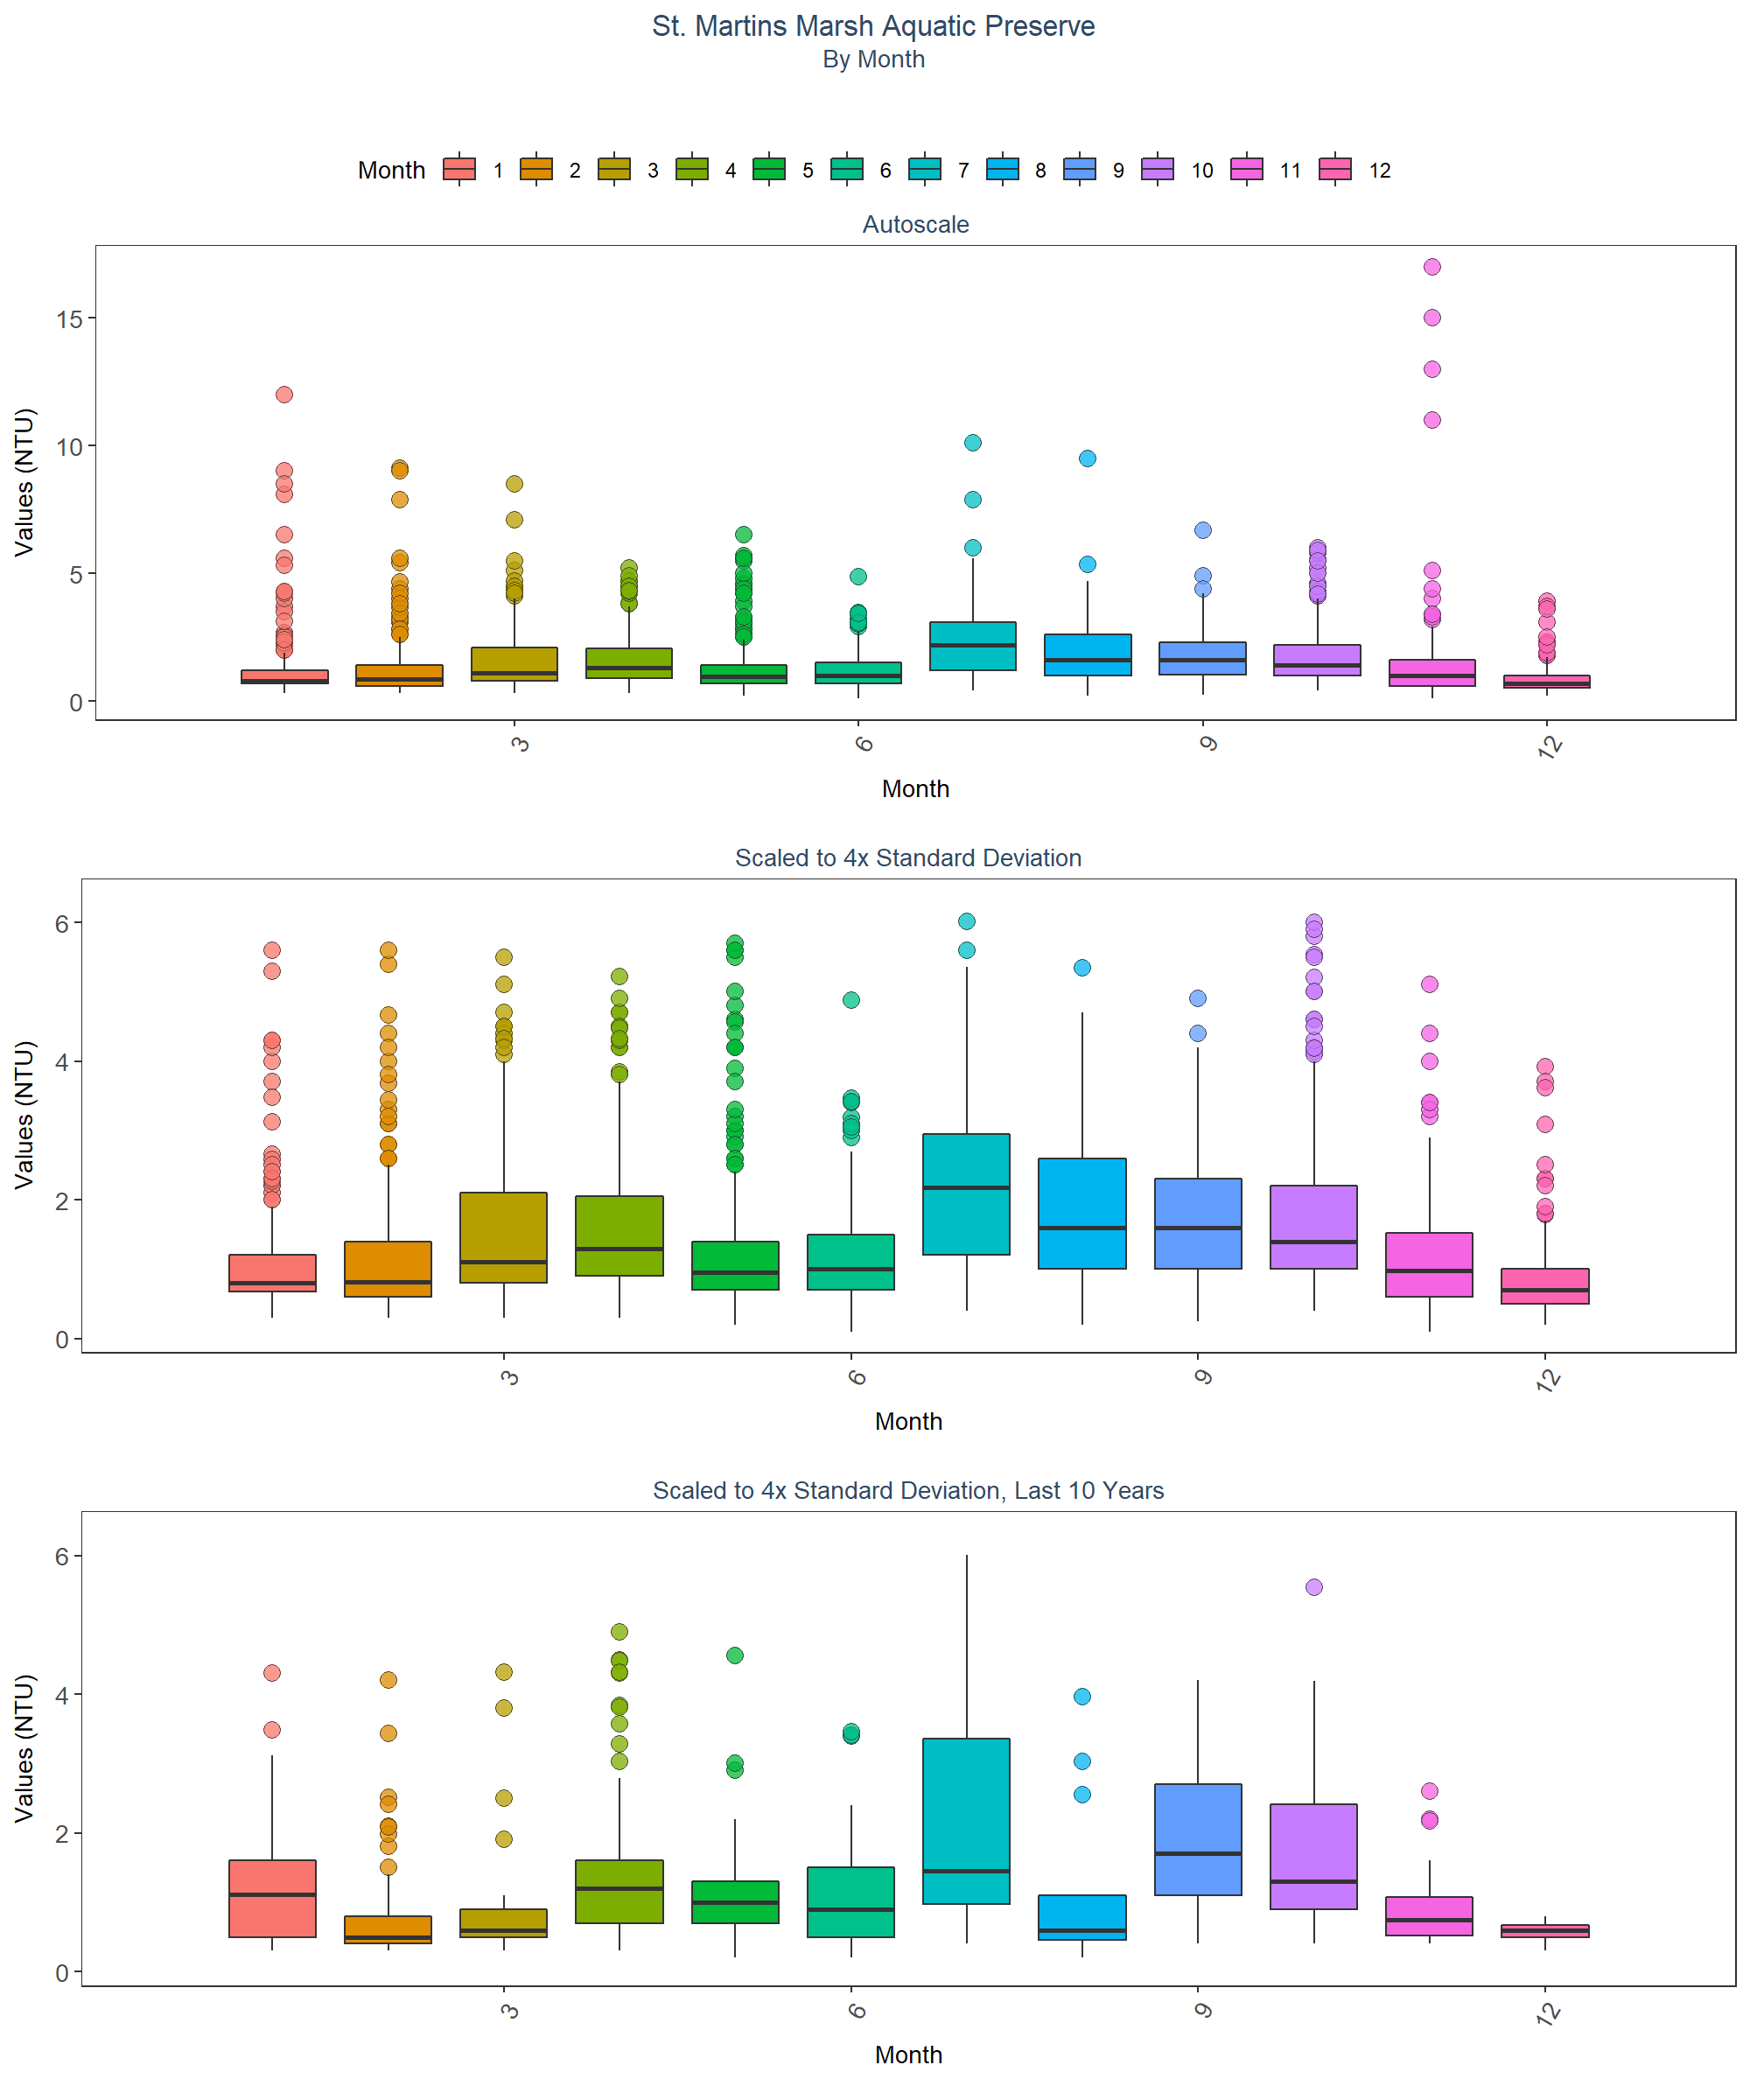 St. Martins Marsh Aquatic Preserve
By Month
Month 1 2 3 4 5 6 7 8 9 10 11 12
Autoscale
Values (NTU)
15
10
5
0
3 6 9 12
Month
Scaled to 4x Standard Deviation
Values (NTU)
6
4
2
0
3 6 9 12
Month
Scaled to 4x Standard Deviation, Last 10 Years
Values (NTU)
6
4
2
0
3 6 9 12
Month